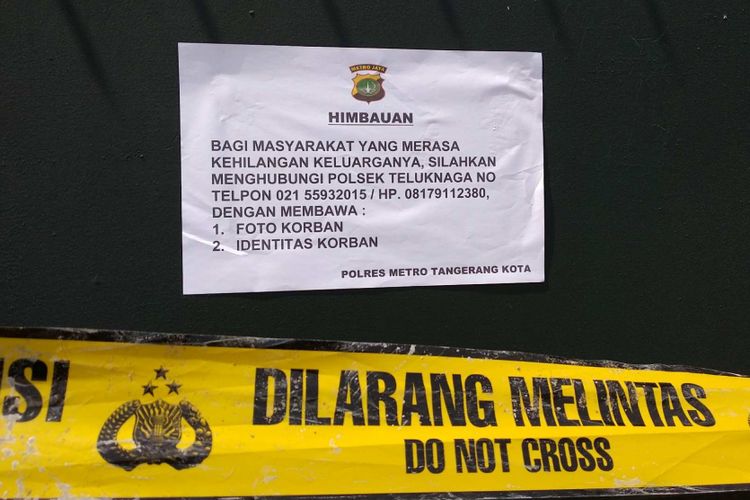 METRO JAYA
HIMBAUAN
BAGI MASYARAKAT YANG MERASA
KEHILANGAN KELUARGANYA, SILAHKAN
MENGHUBUNGI POLSEK TELUKNAGA NO
TELPON 021 55932015 / HP. 08179112380,
DENGAN MEMBAWA :
1. FOTO KORBAN
2. IDENTITAS KORBAN
POLRES METRO TANGERANG KOTA
ISI
DILARANG MELINTAS
DO NOT CROSS